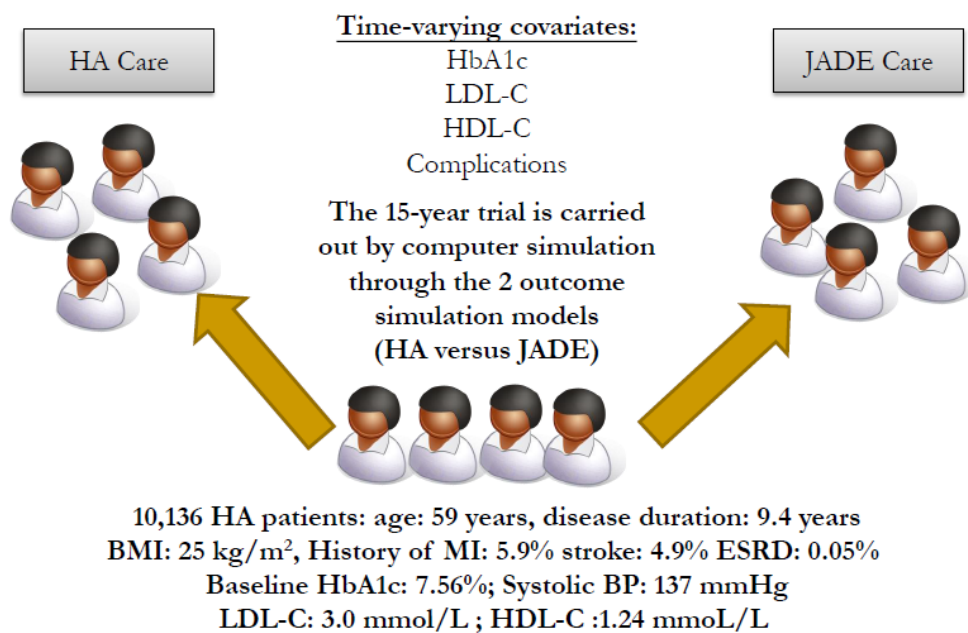 HA Care
Time-varying covariates:
HbA1c
LDL-C
HDL-C
Complications
JADE Care
The 15-year trial is carried
out by computer simulation
through the 2 outcome
simulation models
(HA versus JADE)
10,136 HA patients: age: 59 years, disease duration: 9.4 years
BMI: 25 kg/m², History of MI: 5.9% stroke: 4.9% ESRD: 0.05%
Baseline HbA1c: 7.56%; Systolic BP: 137 mmHg
LDL-C: 3.0 mmol/L ; HDL-C :1.24 mmoL/L